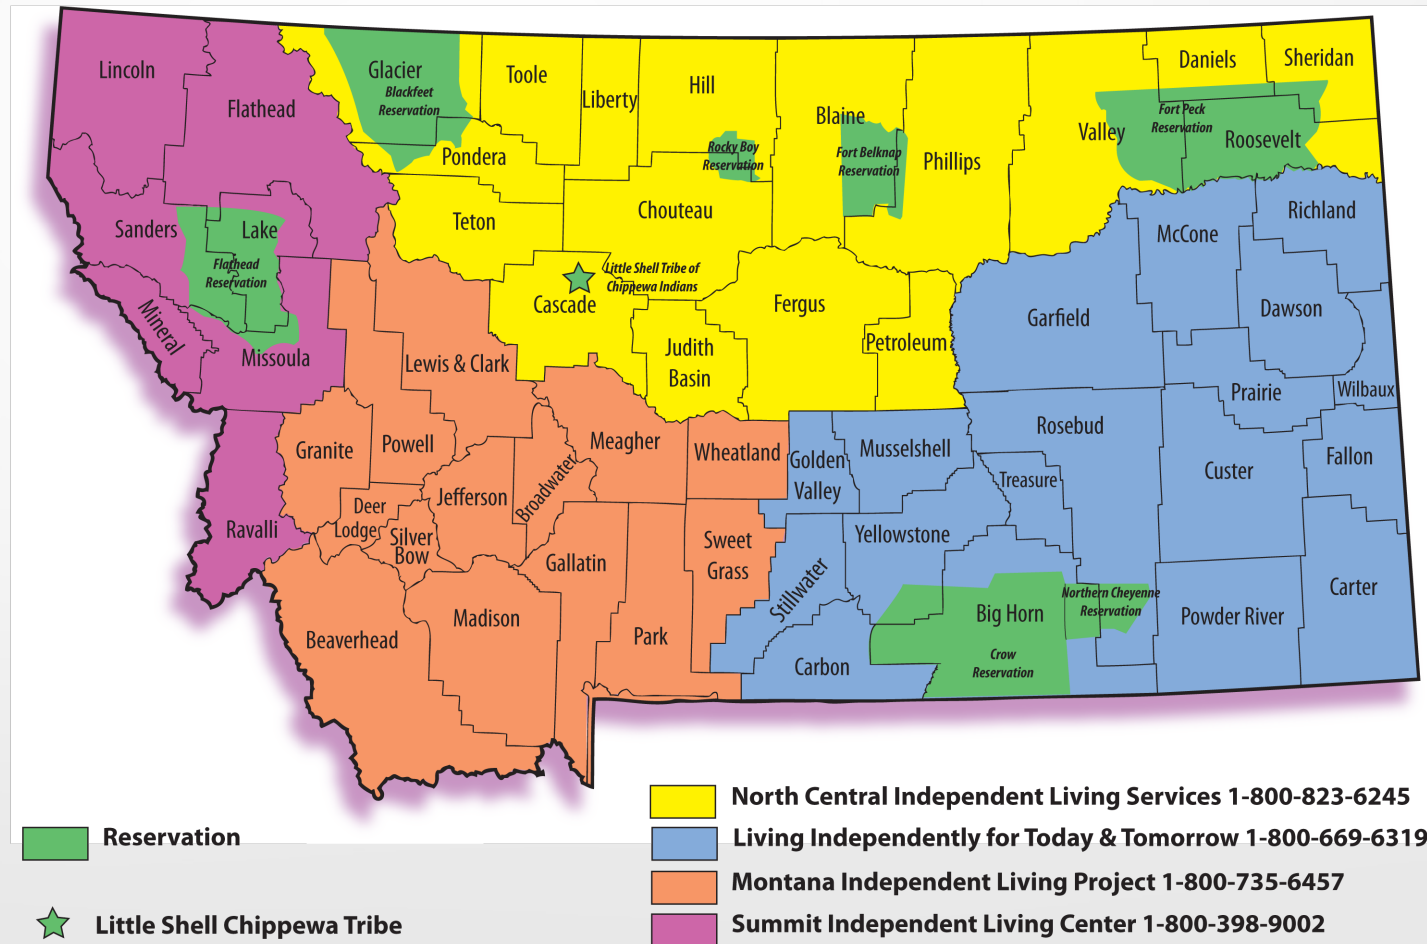 Lincoln
Flathead
Glacier
Blackfeet
Reservation
Toole
Liberty
Hill
Blaine
Phillips
Valley
Daniels
Sheridan
Fort Peck
Reservation
Roosevelt
Pondera
Rocky Boy
Reservation
Fort Belknap
Reservation
Sanders
Lake
Flathead
Reservation
Teton
Chouteau
McCone
Richland
Mineral
Missoula
Little Shell Tribe of
Chippewa Indians
Cascade
Fergus
Petroleum
Garfield
Dawson
Lewis & Clark
Judith
Basin
Prairie
Wilbaux
Granite
Powell
Meagher
Wheatland
Golden
Valley
Musselshell
Rosebud
Treasure
Custer
Fallon
Jefferson
Broadwater
Deer
Lodge
Silver
Bow
Ravalli
Gallatin
Sweet
Grass
Stillwater
Yellowstone
Beaverhead
Madison
Park
Carbon
Big Horn
Crow
Reservation
Northern Cheyenne
Reservation
Powder River
Carter
North Central Independent Living Services 1-800-823-6245
Living Independently for Today & Tomorrow 1-800-669-6319
Montana Independent Living Project 1-800-735-6457
Summit Independent Living Center 1-800-398-9002
Reservation
Little Shell Chippewa Tribe